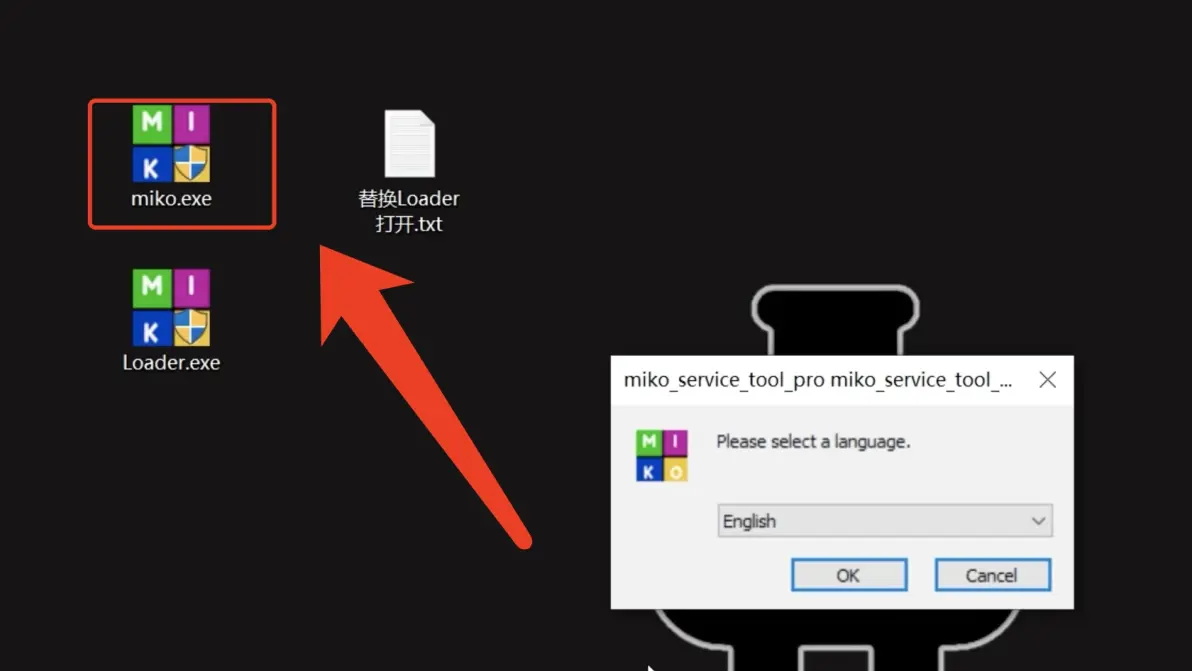 M I
K
miko.exe
替换Loader
打开.txt
M I
K
Loader.exe
miko_service_tool_pro miko_service_tool_...
M I
K O
Please select a language.
English
OK Cancel